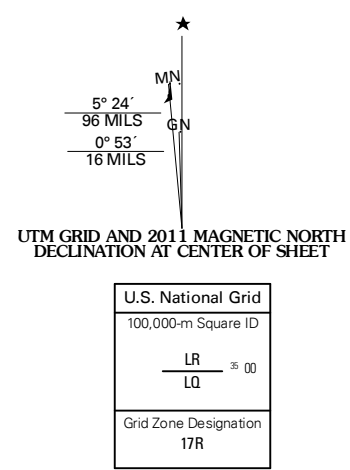 ★
MN
5° 24´
96 MILS
GN
0° 53´
16 MILS
UTM GRID AND 2011 MAGNETIC NORTH
DECLINATION AT CENTER OF SHEET
U.S. National Grid
100,000-m Square ID
LR
35 00
LQ
Grid Zone Designation
17R